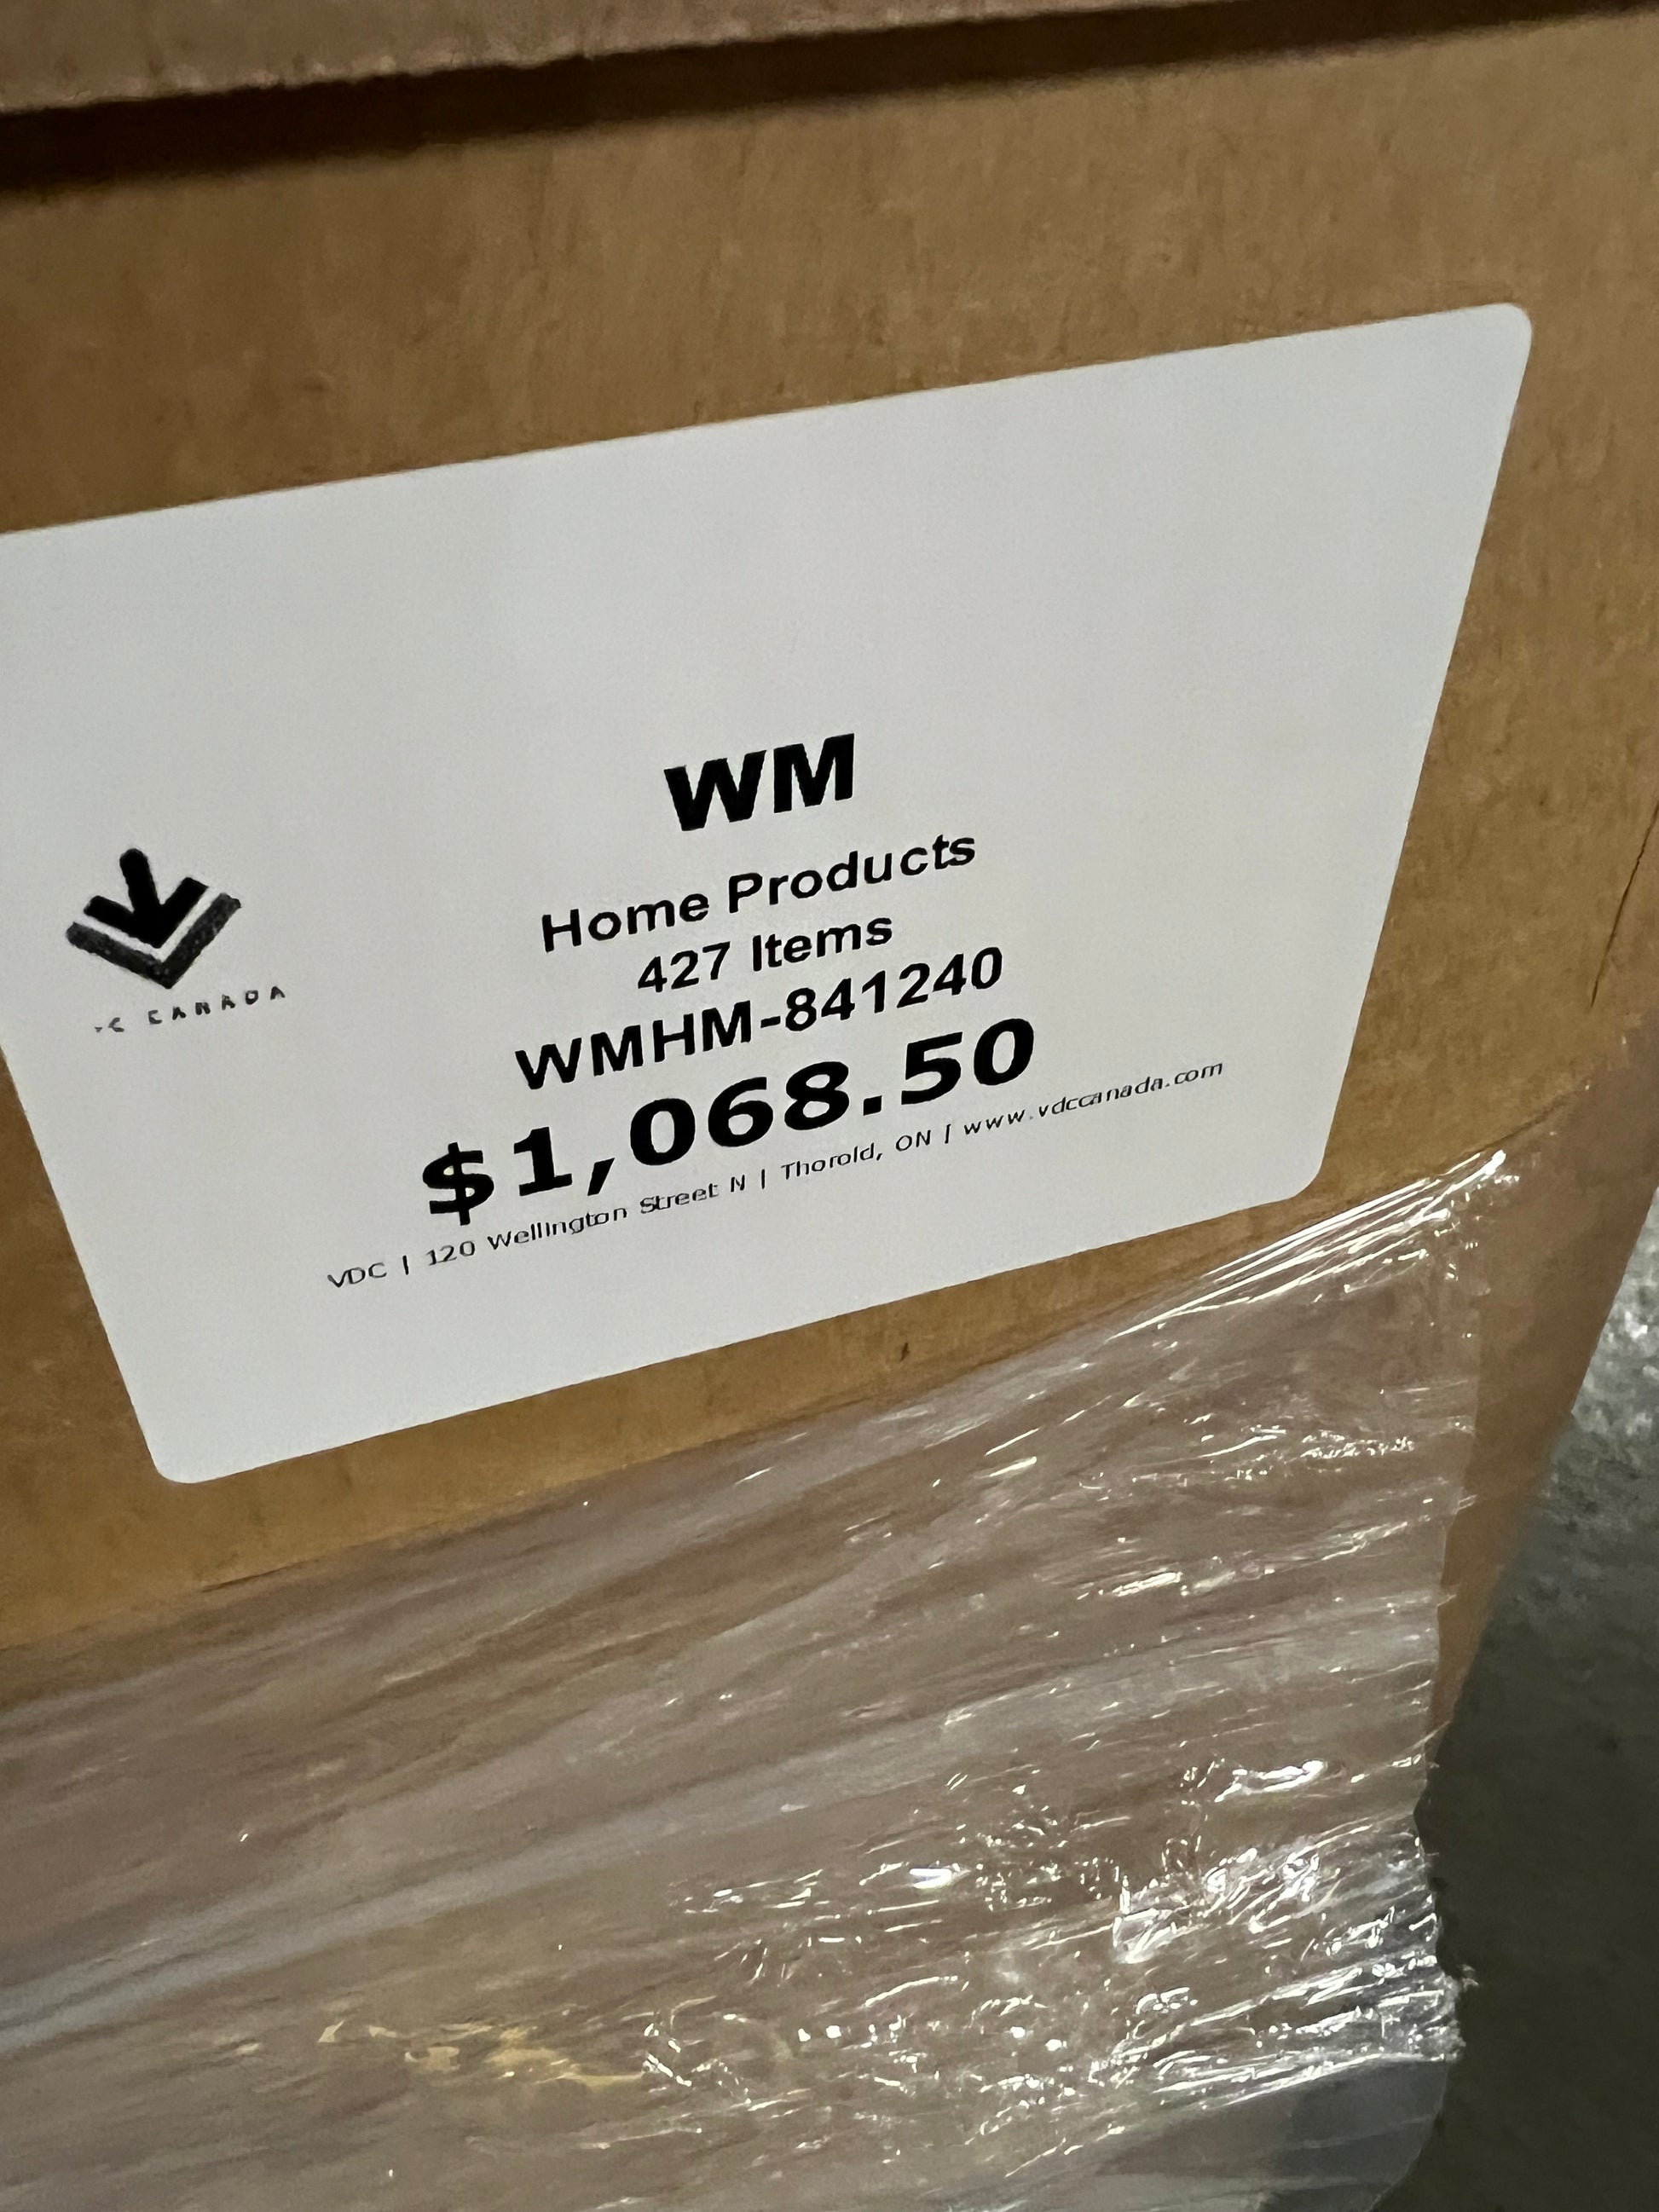 WM
Home Products
427 Items
WMHM-841240
$1,068.50
VDC | 120 Wellington Street N | Thorold, ON | www.vdccanada.com
CANADA